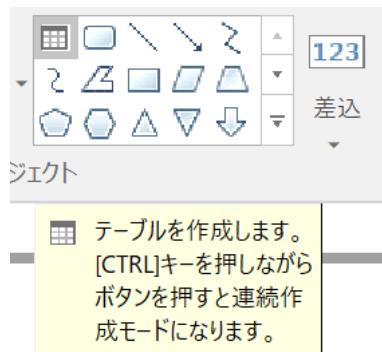 123
差込
ジェクト
テーブルを作成します。
[CTRL]キーを押しながら
ボタンを押すと連続作
成モードになります。